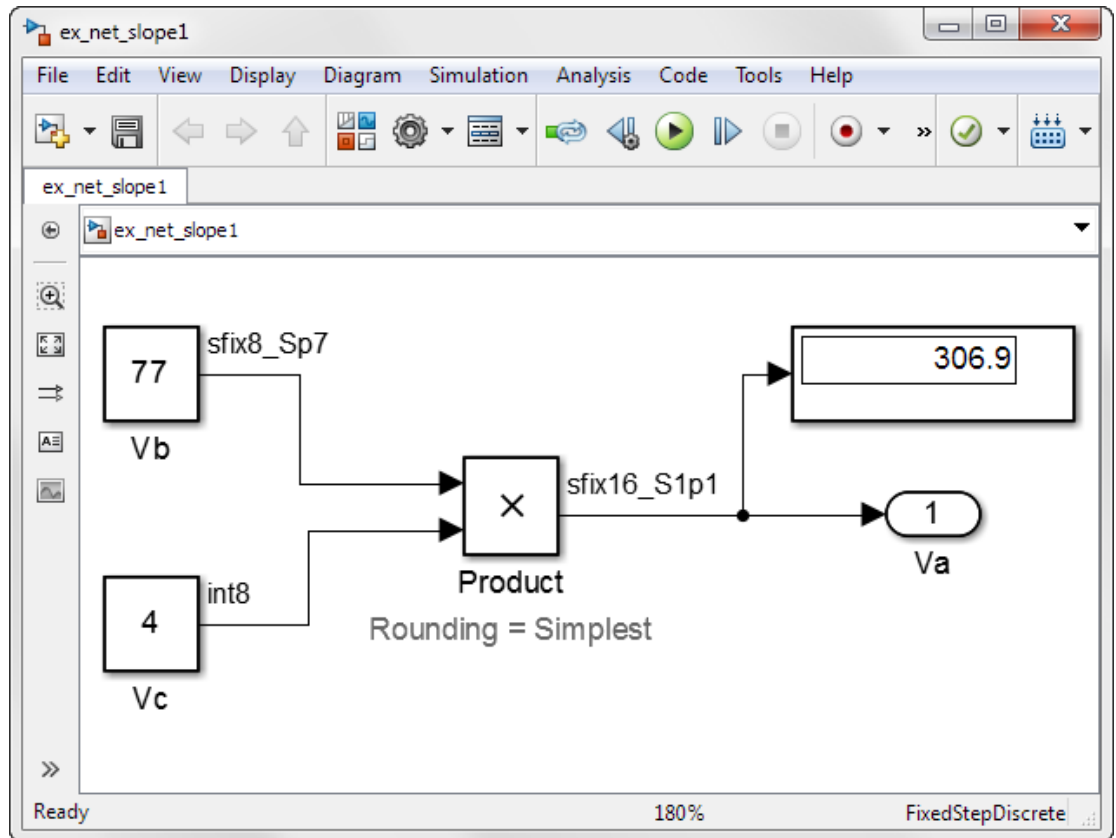 ex_net_slope1
File Edit View Display Diagram Simulation Analysis Code Tools Help
»
ex_net_slope1
ex_net_slope1
sfix8_Sp7
77
Vb
306.9
sfix16_S1p1
×
1
Va
Product
int8
4
Rounding = Simplest
Vc
»
Ready 180% FixedStepDiscrete